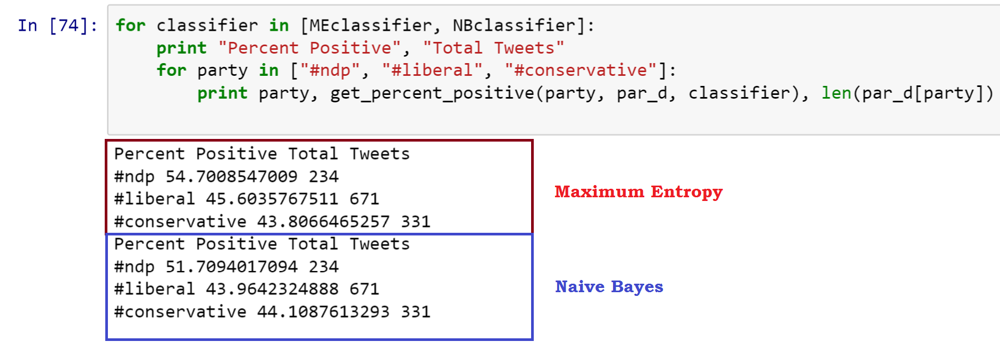 In [74]: for classifier in [MEclassifier, NBclassifier]:
    print "Percent Positive", "Total Tweets"
    for party in ["#ndp", "#liberal", "#conservative"]:
        print party, get_percent_positive(party, par_d, classifier), len(par_d[party])
Percent Positive Total Tweets
#ndp 54.7008547009 234
#liberal 45.6035767511 671
#conservative 43.8066465257 331
Maximum Entropy
Percent Positive Total Tweets
#ndp 51.7094017094 234
#liberal 43.9642324888 671
#conservative 44.1087613293 331
Naive Bayes